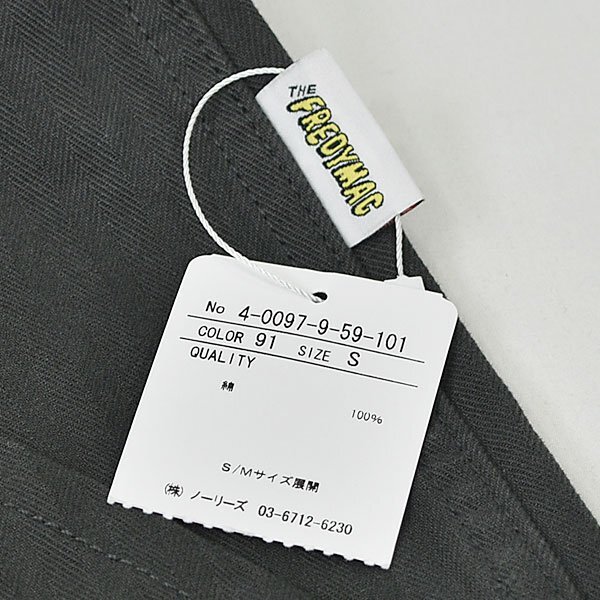 THE
FREDYMAC
No 4-0097-9-59-101
COLOR 91 SIZE S
QUALITY
綿
100%
S/Mサイズ展開
(株) ノーリーズ 03-6712-6230